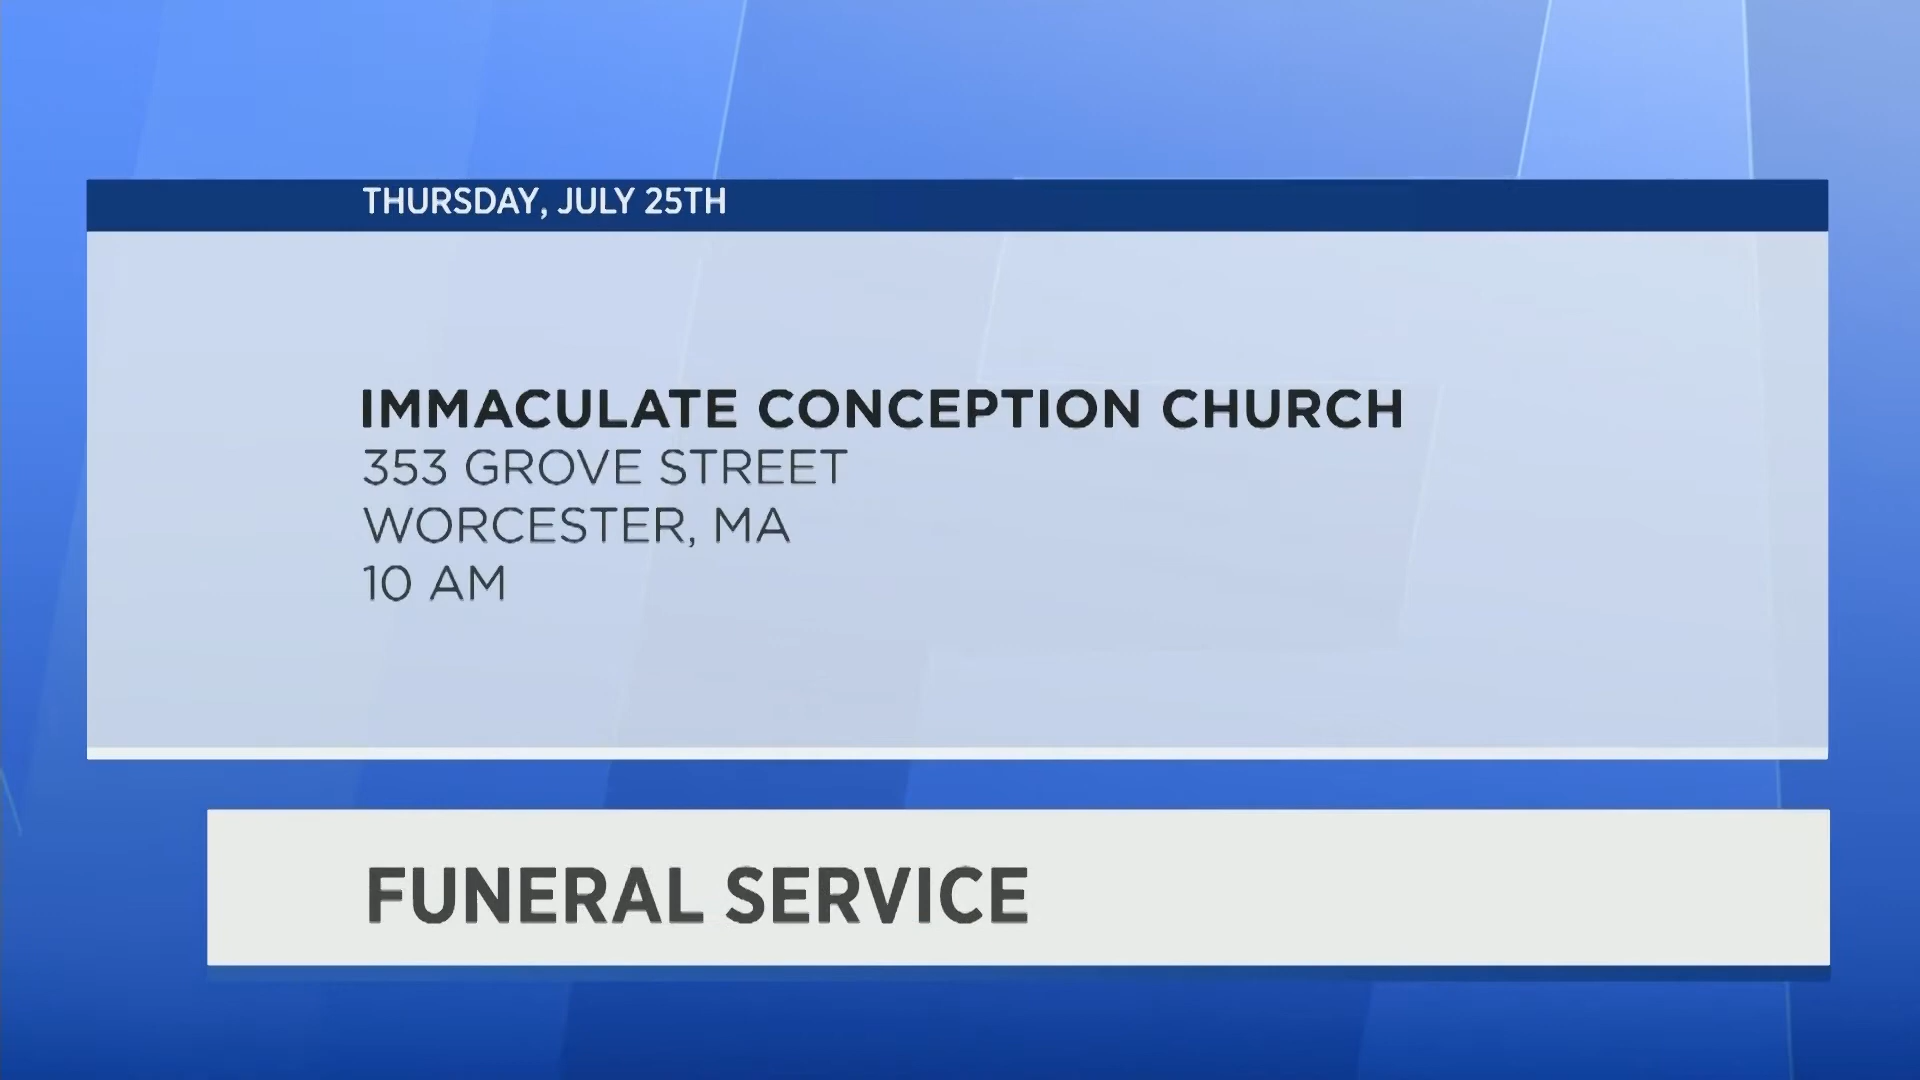 THURSDAY, JULY 25TH
IMMACULATE CONCEPTION CHURCH
353 GROVE STREET
WORCESTER, MA
10 AM
FUNERAL SERVICE